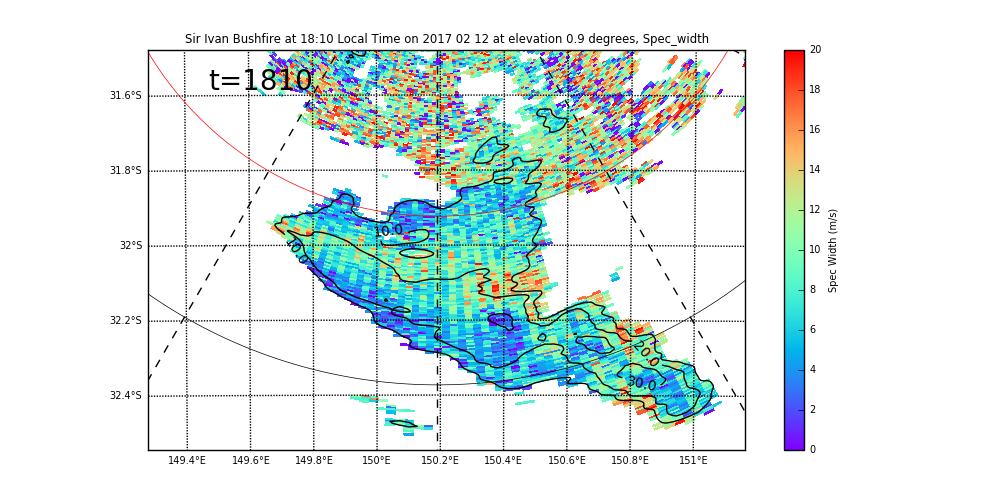 Sir Ivan Bushfire at 18:10 Local Time on 2017 02 12 at elevation 0.9 degrees, Spec_width
t=1810
31.6°S
31.8°S
32°S
32.2°S
32.4°S
149.4°E 149.6°E 149.8°E 150°E 150.2°E 150.4°E 150.6°E 150.8°E 151°E
10.0
30.0
20
18
16
14
12
10
8
6
4
2
0
Spec Width (m/s)